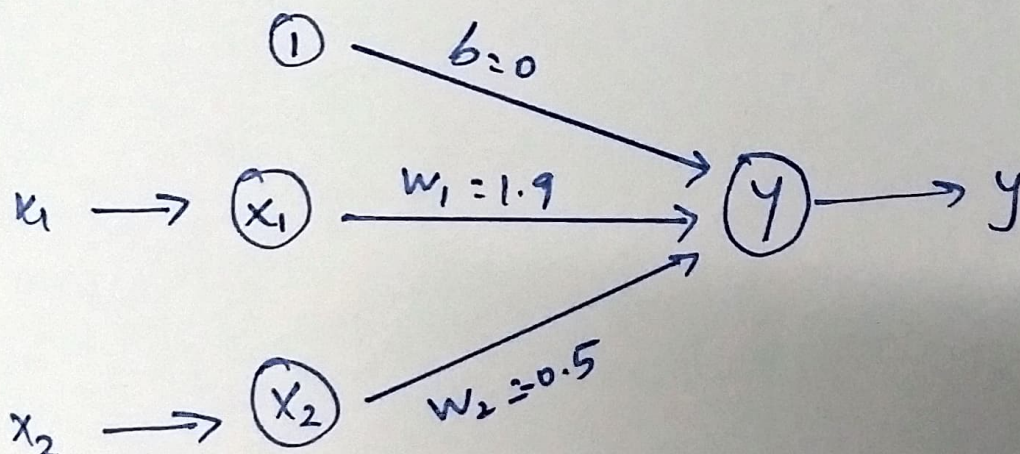 1 b=0
x1 → X1 W1=1.9 Y → y
x2 → X2 W2=0.5